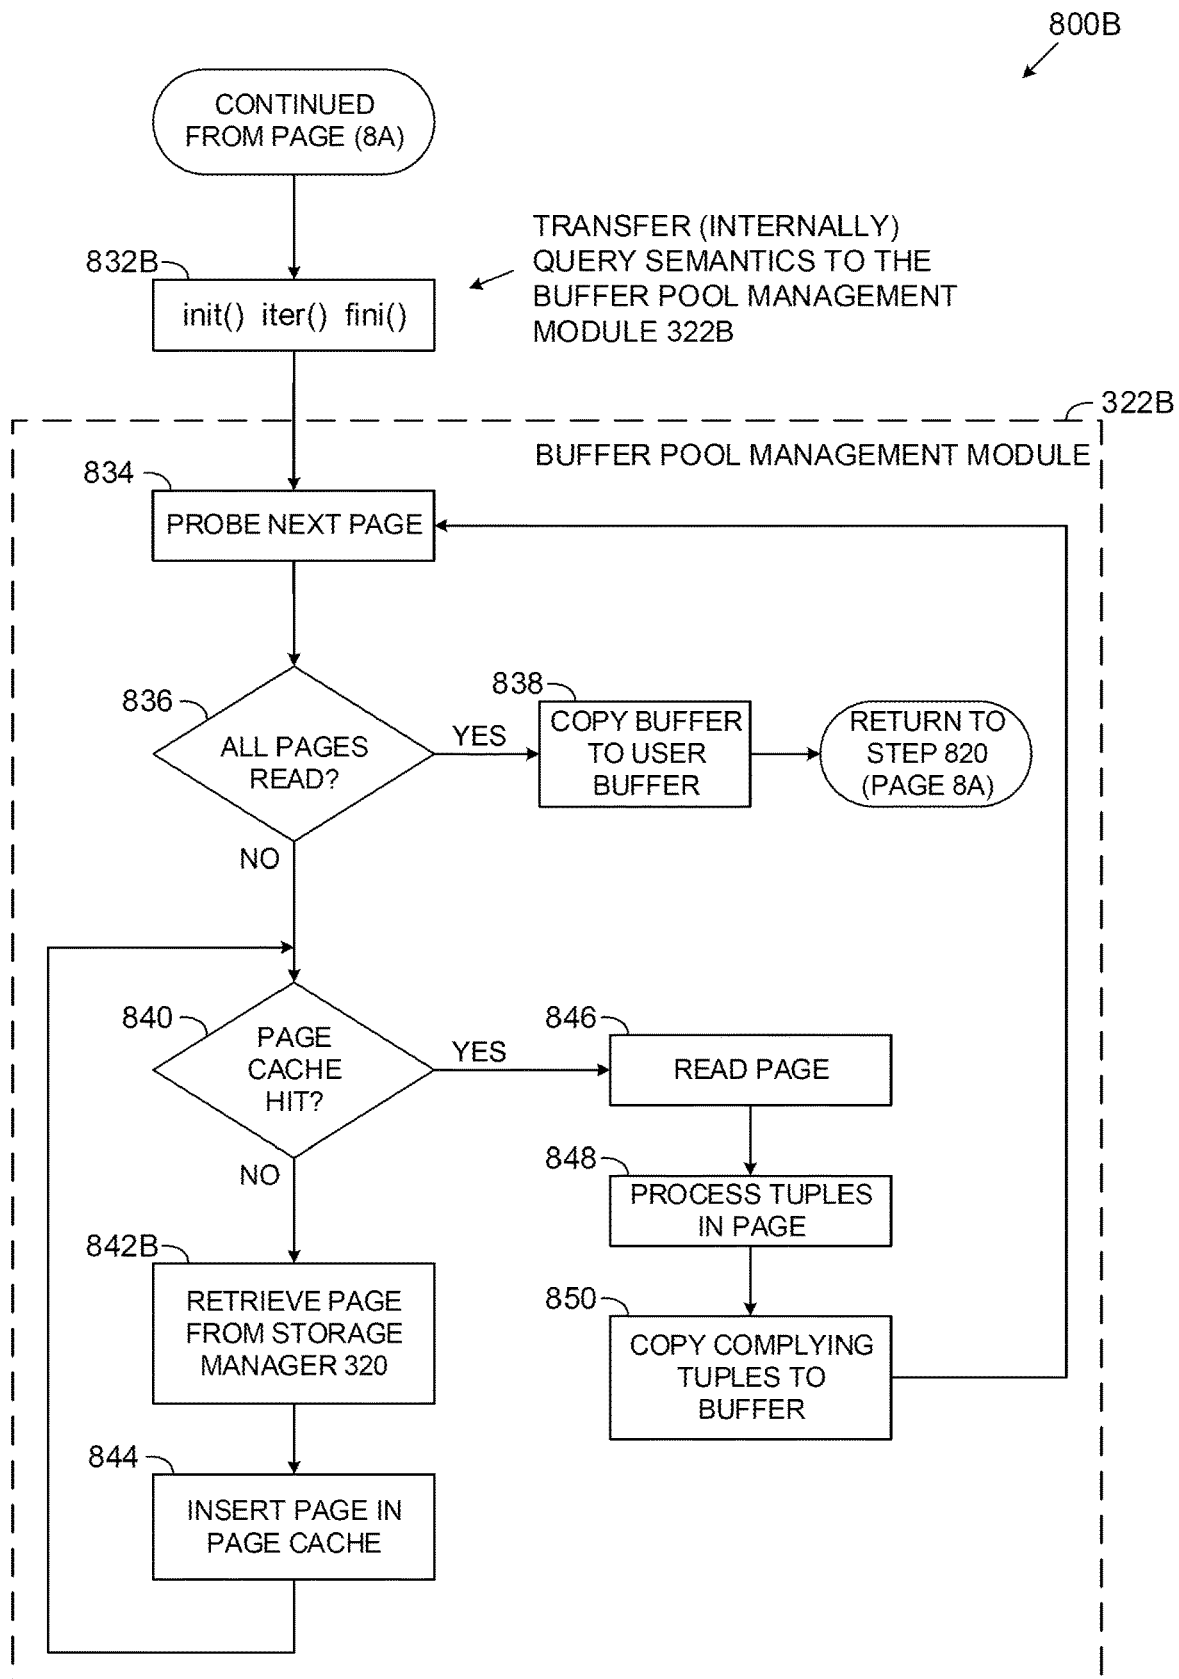 800B
CONTINUED
FROM PAGE (8A)
832B
init() iter() fini()
TRANSFER (INTERNALLY)
QUERY SEMANTICS TO THE
BUFFER POOL MANAGEMENT
MODULE 322B
322B
BUFFER POOL MANAGEMENT MODULE
834
PROBE NEXT PAGE
836
ALL PAGES
READ?
YES
838
COPY BUFFER
TO USER
BUFFER
RETURN TO
STEP 820
(PAGE 8A)
NO
840
PAGE
CACHE
HIT?
YES
846
READ PAGE
NO
848
PROCESS TUPLES
IN PAGE
842B
RETRIEVE PAGE
FROM STORAGE
MANAGER 320
850
COPY COMPLYING
TUPLES TO
BUFFER
844
INSERT PAGE IN
PAGE CACHE